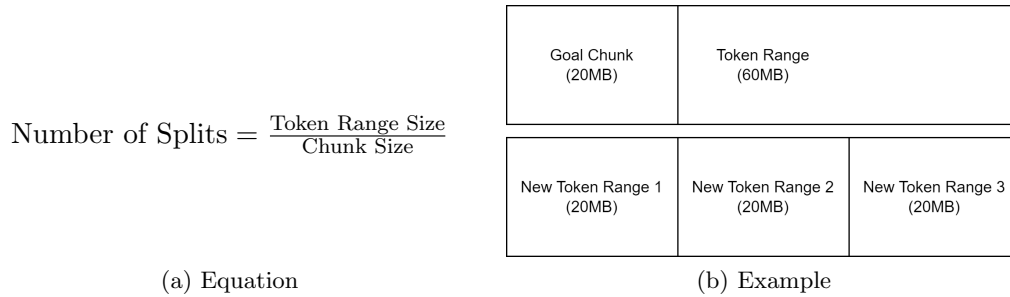 Number of Splits = Token Range Size / Chunk Size
(a) Equation
Goal Chunk
(20MB)
Token Range
(60MB)
New Token Range 1
(20MB)
New Token Range 2
(20MB)
New Token Range 3
(20MB)
(b) Example